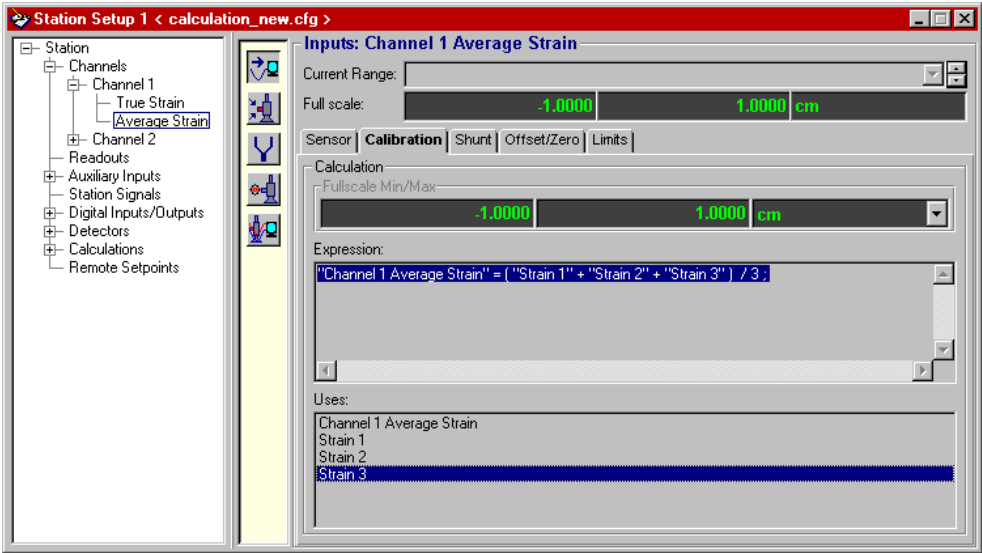 Station Setup 1 < calculation_new.cfg >
Station
Channels
Channel 1
True Strain
Average Strain
Channel 2
Readouts
Auxiliary Inputs
Station Signals
Digital Inputs/Outputs
Detectors
Calculations
Remote Setpoints
Inputs: Channel 1 Average Strain
Current Range:
Full scale: -1.0000 1.0000 cm
Sensor Calibration Shunt Offset/Zero Limits
Calculation
Fullscale Min/Max
-1.0000 1.0000 cm
Expression:
"Channel 1 Average Strain" = ( "Strain 1" + "Strain 2" + "Strain 3" ) / 3 ;
Uses:
Channel 1 Average Strain
Strain 1
Strain 2
Strain 3